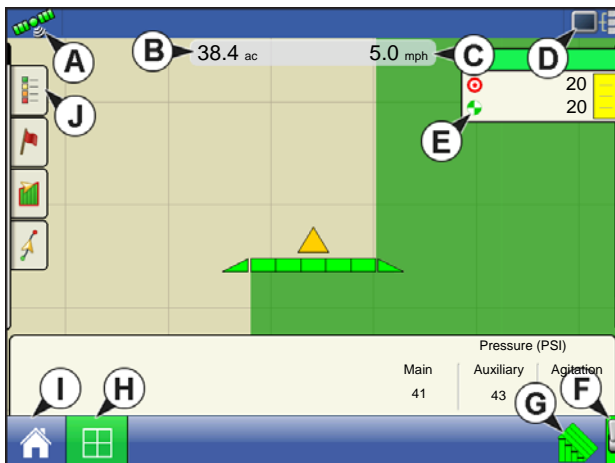 A
B
38.4 ac
5.0 mph
C
D
20
20
E
J
Pressure (PSI)
Main
Auxiliary
Agitation
41
43
F
G
H
I